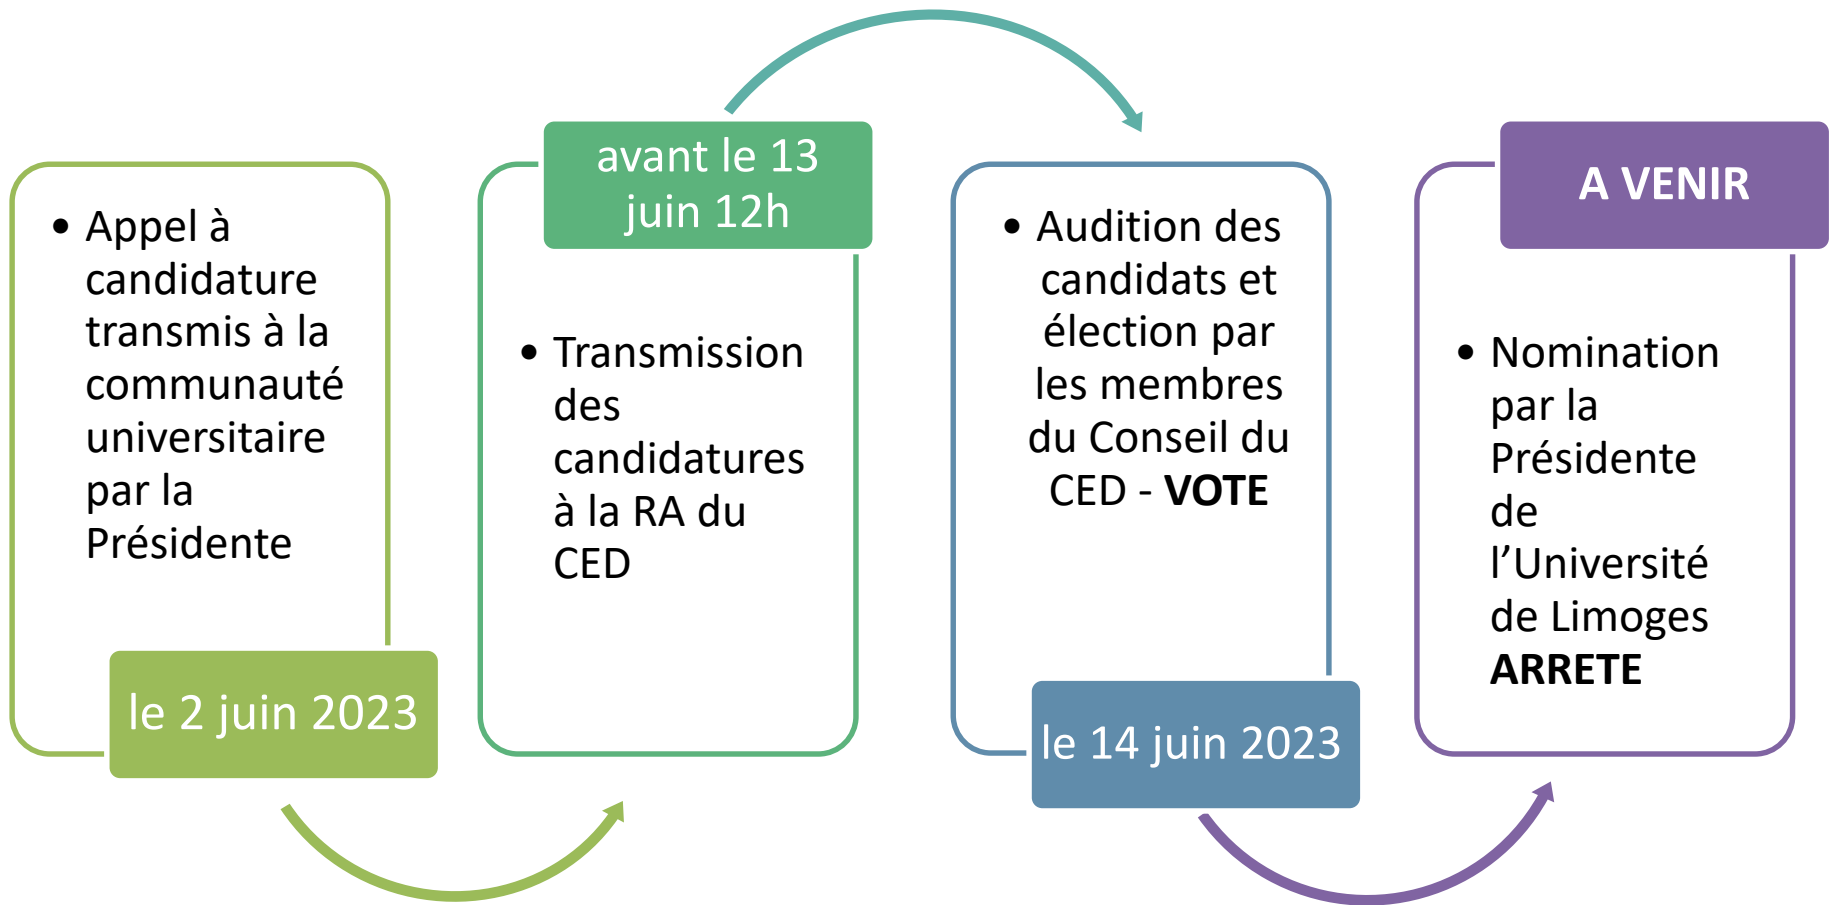 • Appel à
candidature
transmis à la
communauté
universitaire
par la
Présidente
le 2 juin 2023
avant le 13
juin 12h
• Transmission
des
candidatures
à la RA du
CED
• Audition des
candidats et
élection par
les membres
du Conseil du
CED - VOTE
le 14 juin 2023
A VENIR
• Nomination
par la
Présidente
de
l’Université
de Limoges
ARRETE